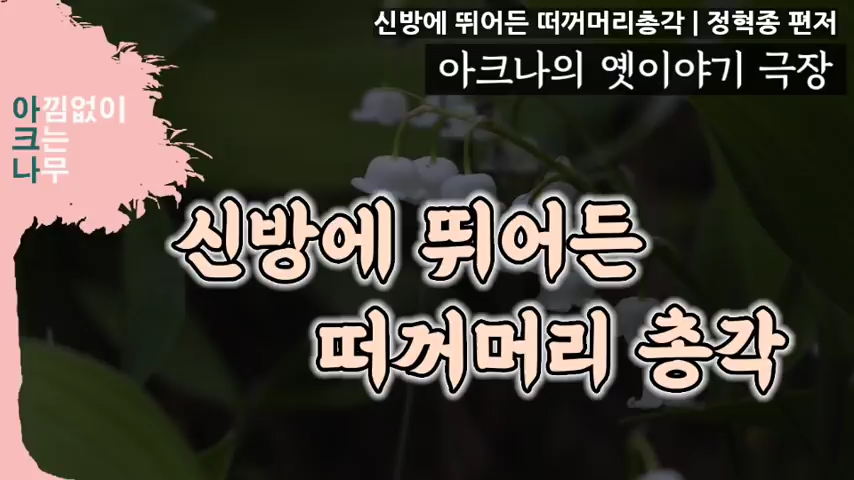 신방에 뛰어든 떠꺼머리총각 | 정혁종 편저
아크나의 옛이야기 극장
아낌없이
크는
나무
신방에 뛰어든
떠꺼머리 총각